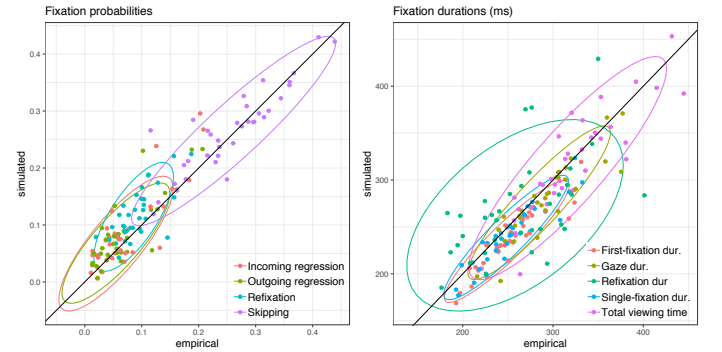 Fixation probabilities
simulated
0.4
0.3
0.2
0.1
0.0
0.0
0.1
0.2
0.3
0.4
empirical
Incoming regression
Outgoing regression
Refixation
Skipping
Fixation durations (ms)
simulated
400
300
200
200
300
400
empirical
First-fixation dur.
Gaze dur.
Refixation dur
Single-fixation dur.
Total viewing time